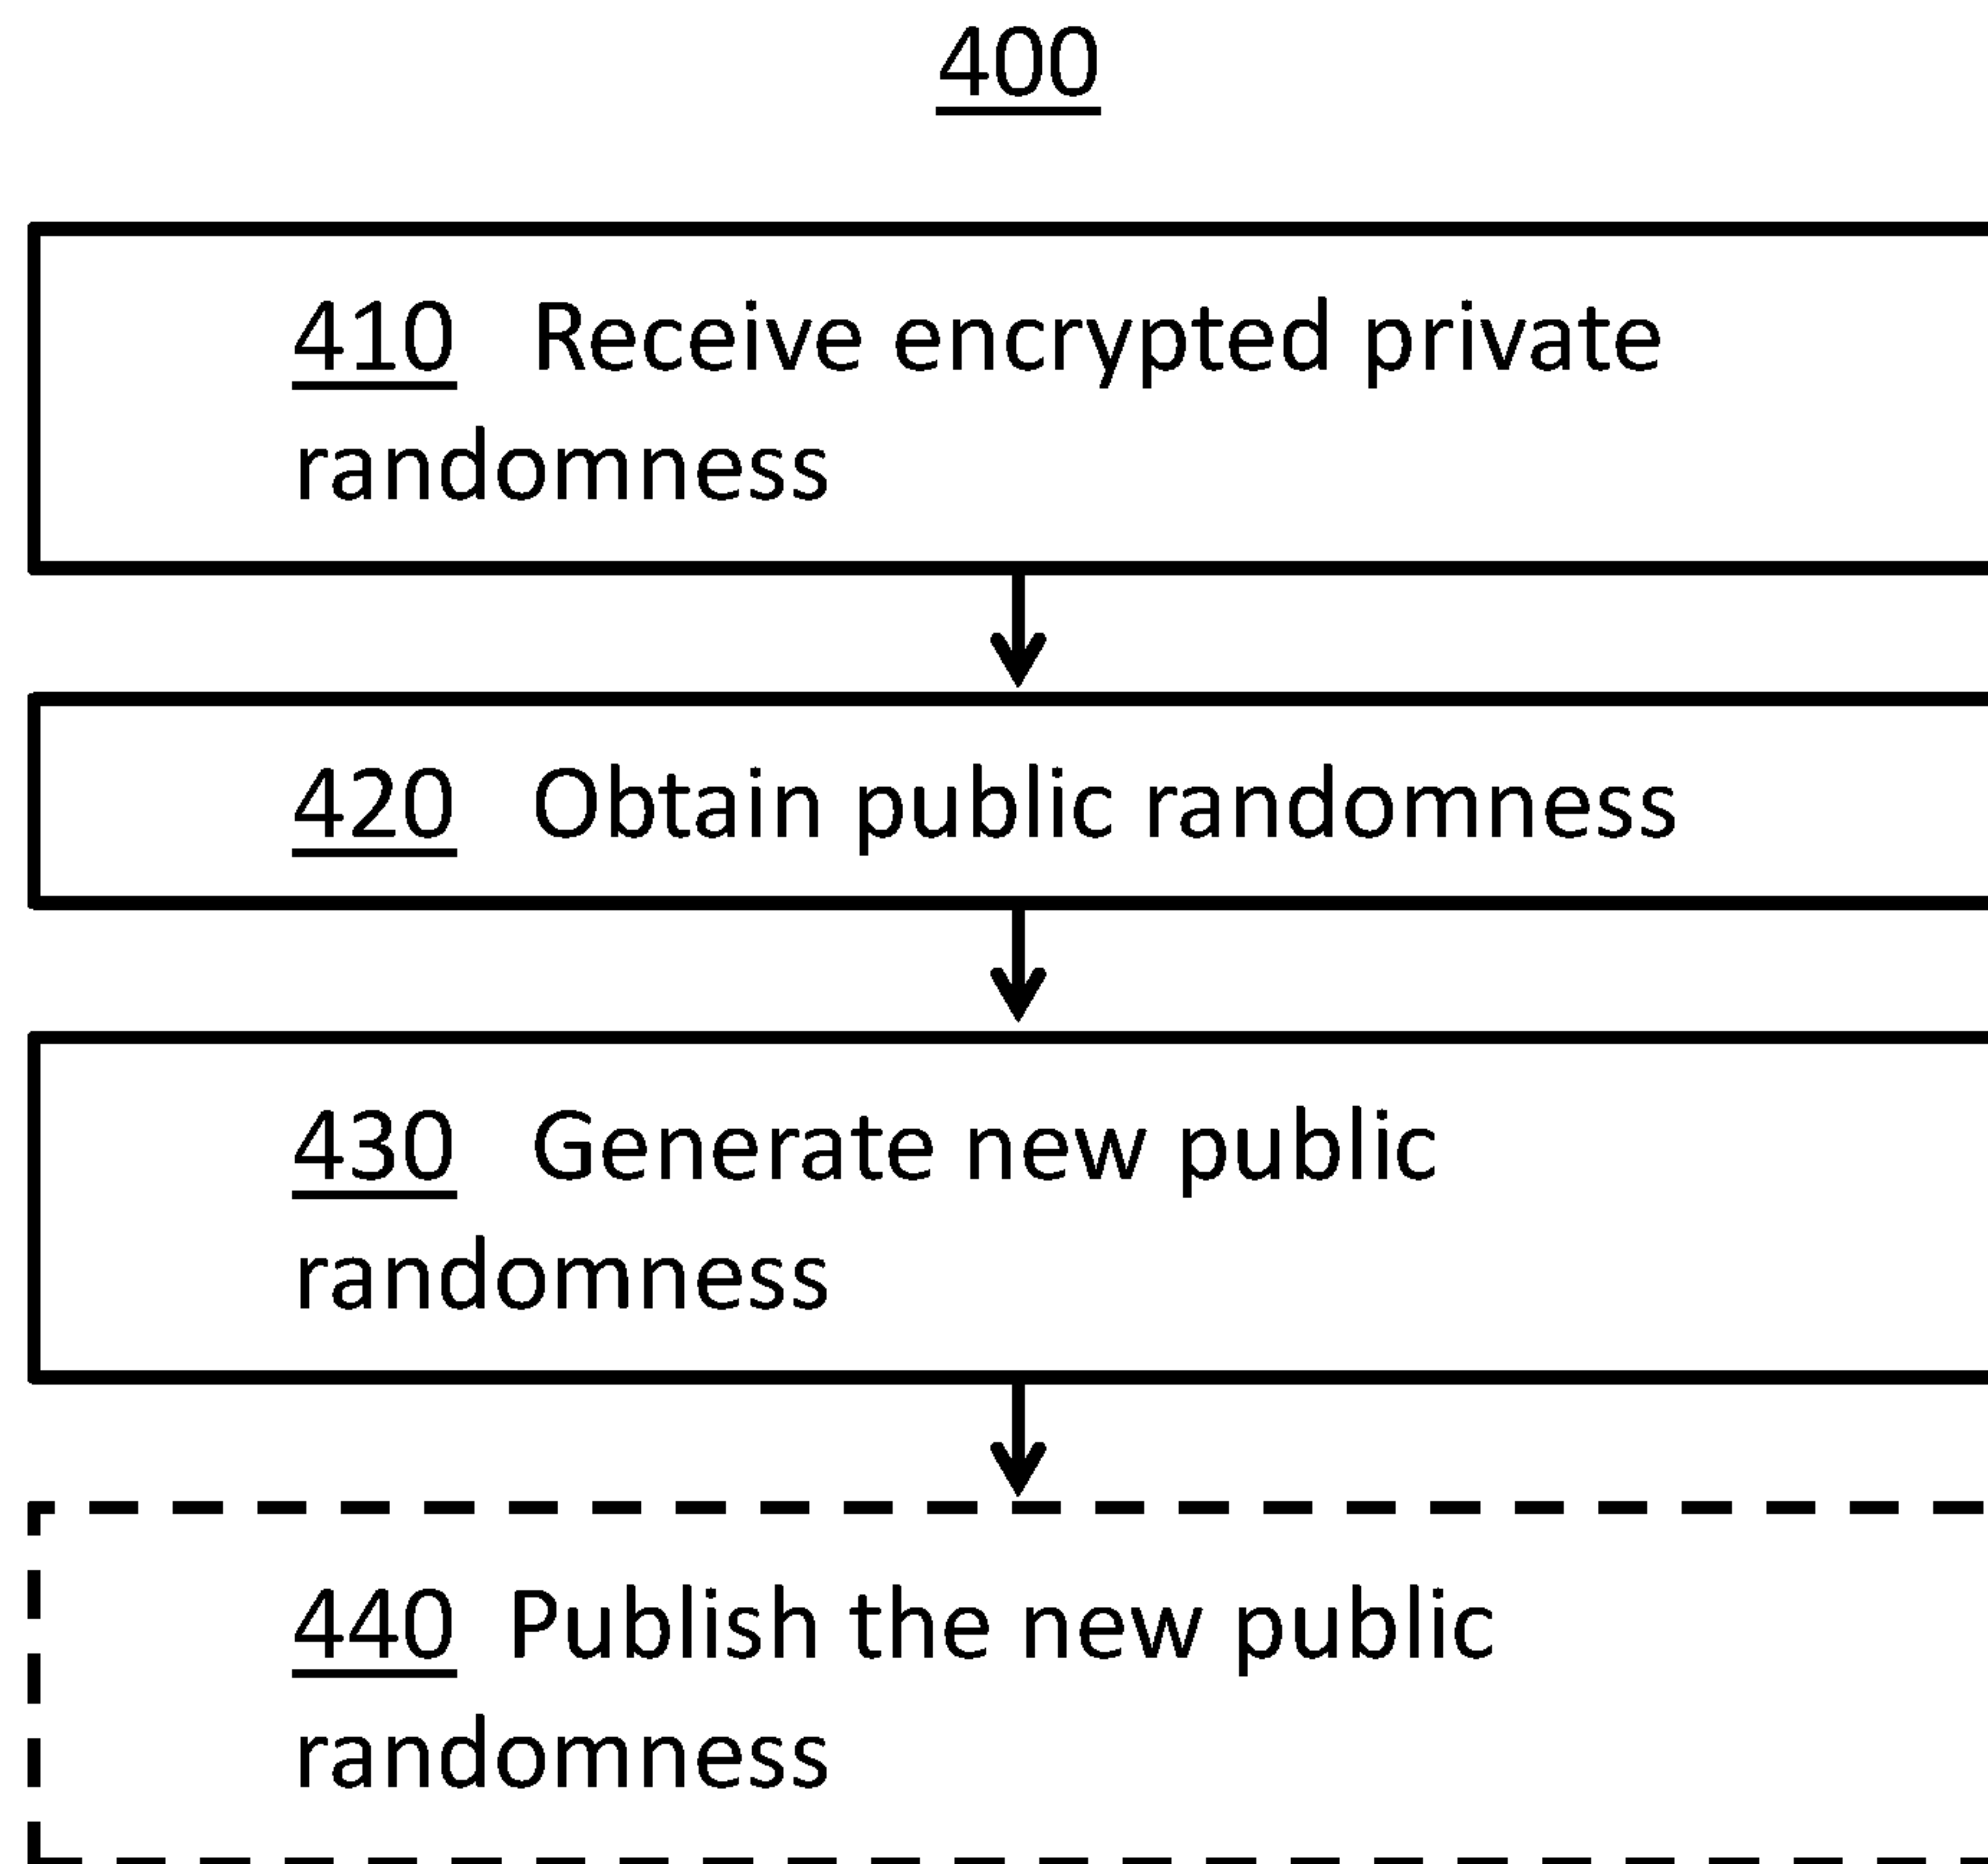 400
410 Receive encrypted private
randomness
420 Obtain public randomness
430 Generate new public
randomness
440 Publish the new public
randomness